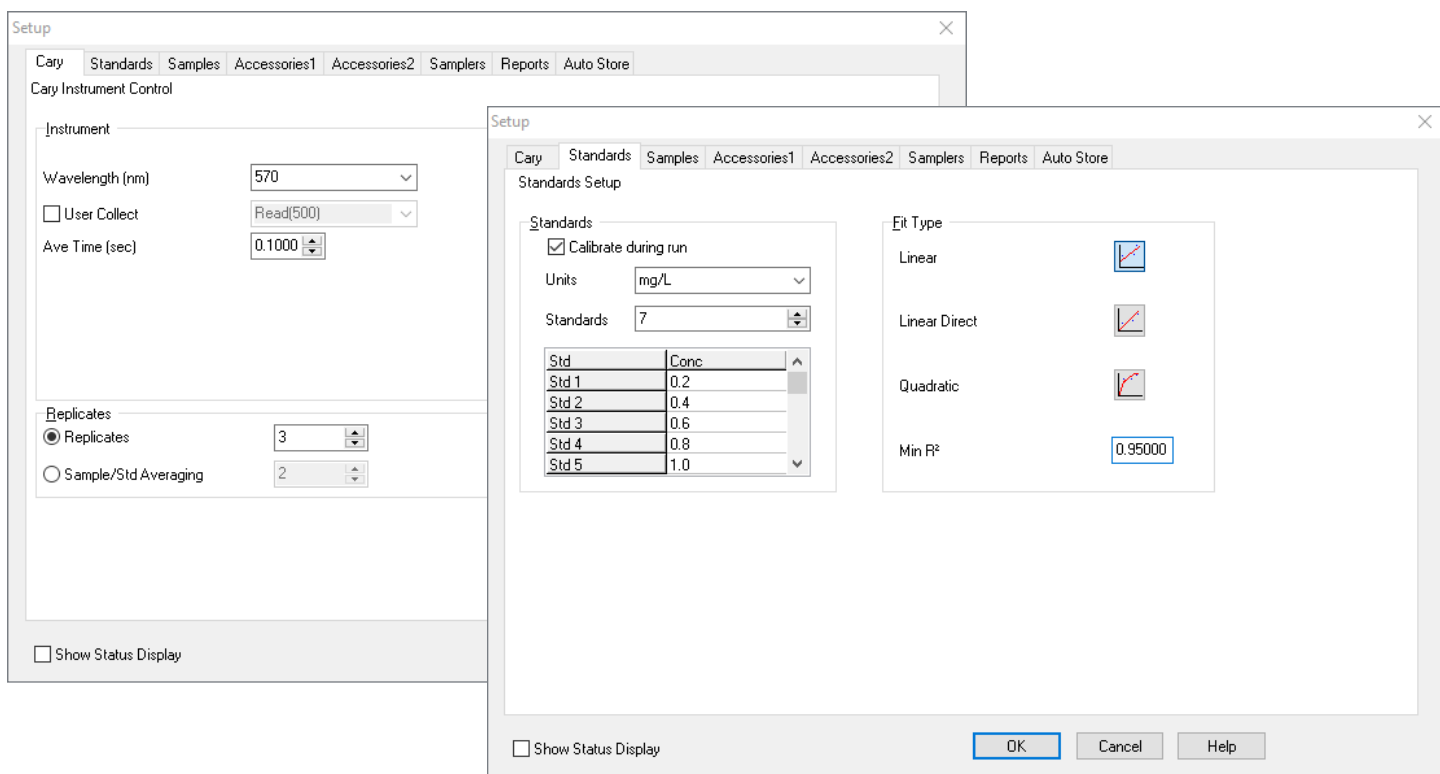 Setup
Cary Standards Samples Accessories1 Accessories2 Samplers Reports Auto Store
Cary Instrument Control
Instrument
Wavelength (nm) 570
User Collect Read(500)
Ave Time (sec) 0.1000
Replicates
Replicates 3
Sample/Std Averaging 2
Show Status Display
Setup
Cary Standards Samples Accessories1 Accessories2 Samplers Reports Auto Store
Standards Setup
Standards
Calibrate during run
Units mg/L
Standards 7
Std Conc
Std 1 0.2
Std 2 0.4
Std 3 0.6
Std 4 0.8
Std 5 1.0
Fit Type
Linear
Linear Direct
Quadratic
Min R² 0.95000
Show Status Display
OK Cancel Help